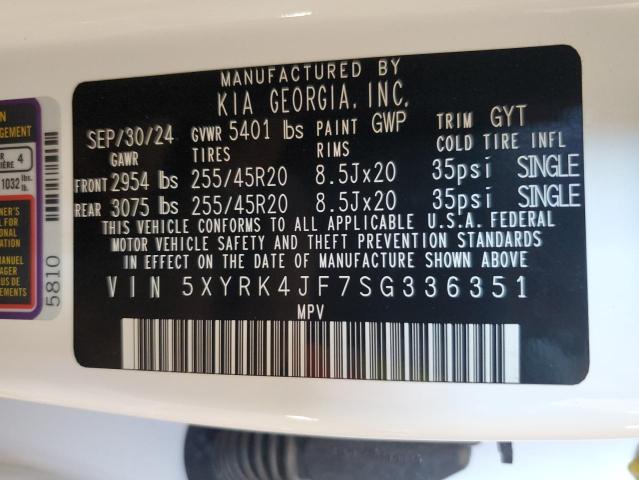 MANUFACTURED BY
KIA GEORGIA, INC.
SEP/30/24 GVWR 5401 lbs PAINT GWP TRIM GYT
GAWR TIRES RIMS COLD TIRE INFL
FRONT 2954 lbs 255/45R20 8.5Jx20 35psi SINGLE
REAR 3075 lbs 255/45R20 8.5Jx20 35psi SINGLE
THIS VEHICLE CONFORMS TO ALL APPLICABLE U.S.A. FEDERAL
MOTOR VEHICLE SAFETY AND THEFT PREVENTION STANDARDS
IN EFFECT ON THE DATE OF MANUFACTURE SHOWN ABOVE
VIN 5XYRK4JF7SG336351
MPV
4
1032 lbs.
5810